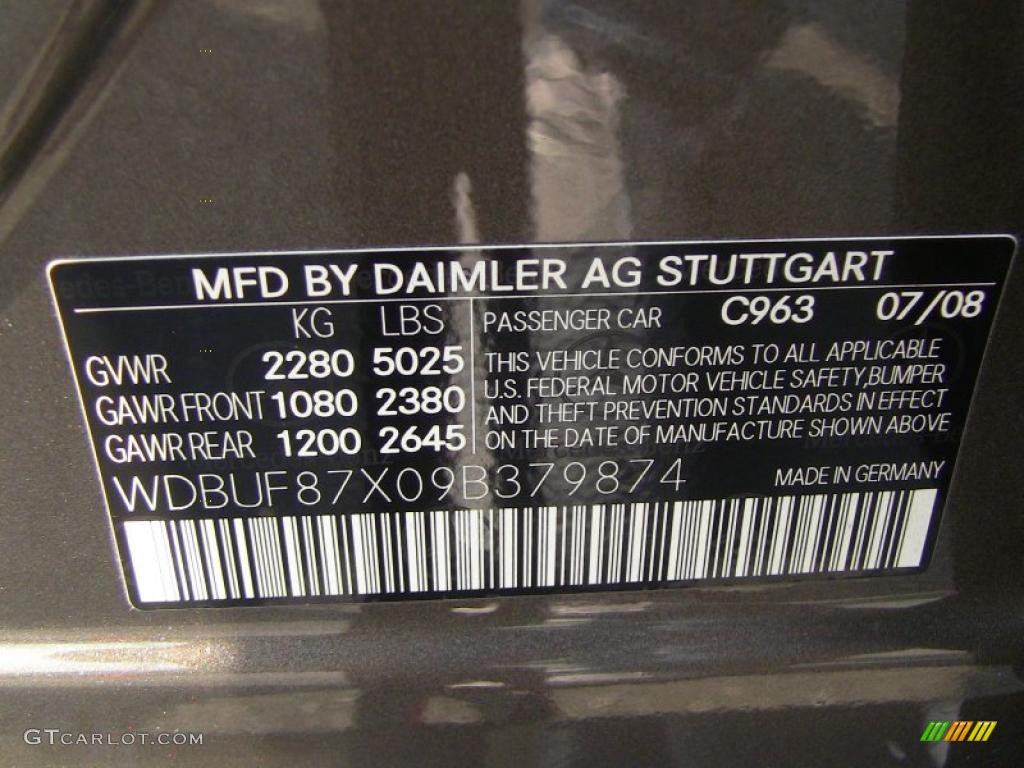 MFD BY DAIMLER AG STUTTGART
KG LBS
GVWR 2280 5025
GAWR FRONT 1080 2380
GAWR REAR 1200 2645
PASSENGER CAR C963 07/08
THIS VEHICLE CONFORMS TO ALL APPLICABLE
U.S. FEDERAL MOTOR VEHICLE SAFETY,BUMPER
AND THEFT PREVENTION STANDARDS IN EFFECT
ON THE DATE OF MANUFACTURE SHOWN ABOVE
WDBUF87X09B379874
MADE IN GERMANY
GTCARLOT.COM